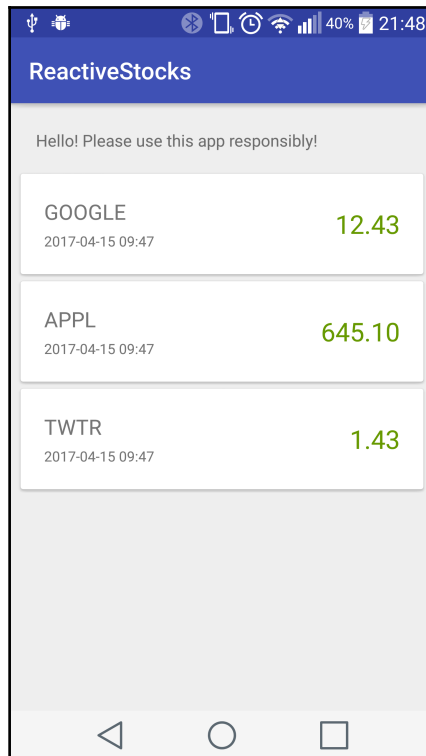 40% 21:48
ReactiveStocks
Hello! Please use this app responsibly!
GOOGLE
2017-04-15 09:47
12.43
APPL
2017-04-15 09:47
645.10
TWTR
2017-04-15 09:47
1.43